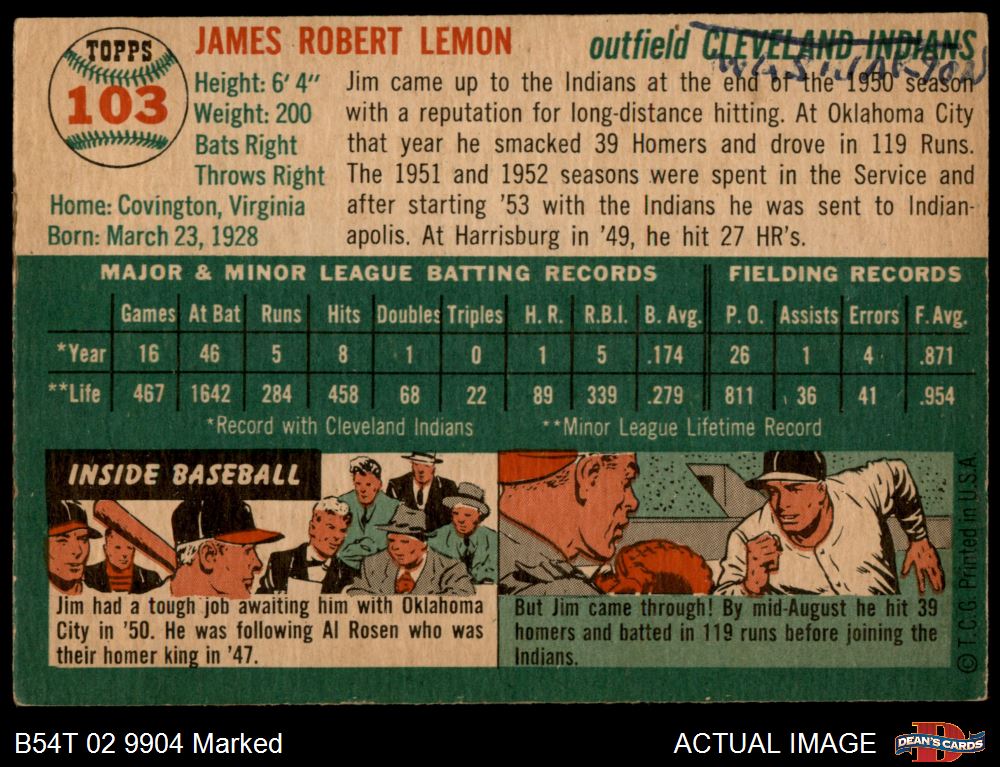 TOPPS
103
JAMES ROBERT LEMON
outfield CLEVELAND INDIANS
Height: 6' 4"
Weight: 200
Bats Right
Throws Right
Home: Covington, Virginia
Born: March 23, 1928
Jim came up to the Indians at the end of the 1950 season
with a reputation for long-distance hitting. At Oklahoma City
that year he smacked 39 Homers and drove in 119 Runs.
The 1951 and 1952 seasons were spent in the Service and
after starting '53 with the Indians he was sent to Indian-
apolis. At Harrisburg in '49, he hit 27 HR's.
MAJOR & MINOR LEAGUE BATTING RECORDS FIELDING RECORDS
Games At Bat Runs Hits Doubles Triples H. R. R.B.I. B. Avg. P. O. Assists Errors F. Avg.
*Year 16 46 5 8 1 0 1 5 .174 26 1 4 .871
**Life 467 1642 284 458 68 22 89 339 .279 811 36 41 .954
*Record with Cleveland Indians **Minor League Lifetime Record
INSIDE BASEBALL
Jim had a tough job awaiting him with Oklahoma
City in '50. He was following Al Rosen who was
their homer king in '47.
But Jim came through! By mid-August he hit 39
homers and batted in 119 runs before joining the
Indians.
© T.C.G. Printed in U.S.A.
B54T 02 9904 Marked
ACTUAL IMAGE
DEAN'S CARDS